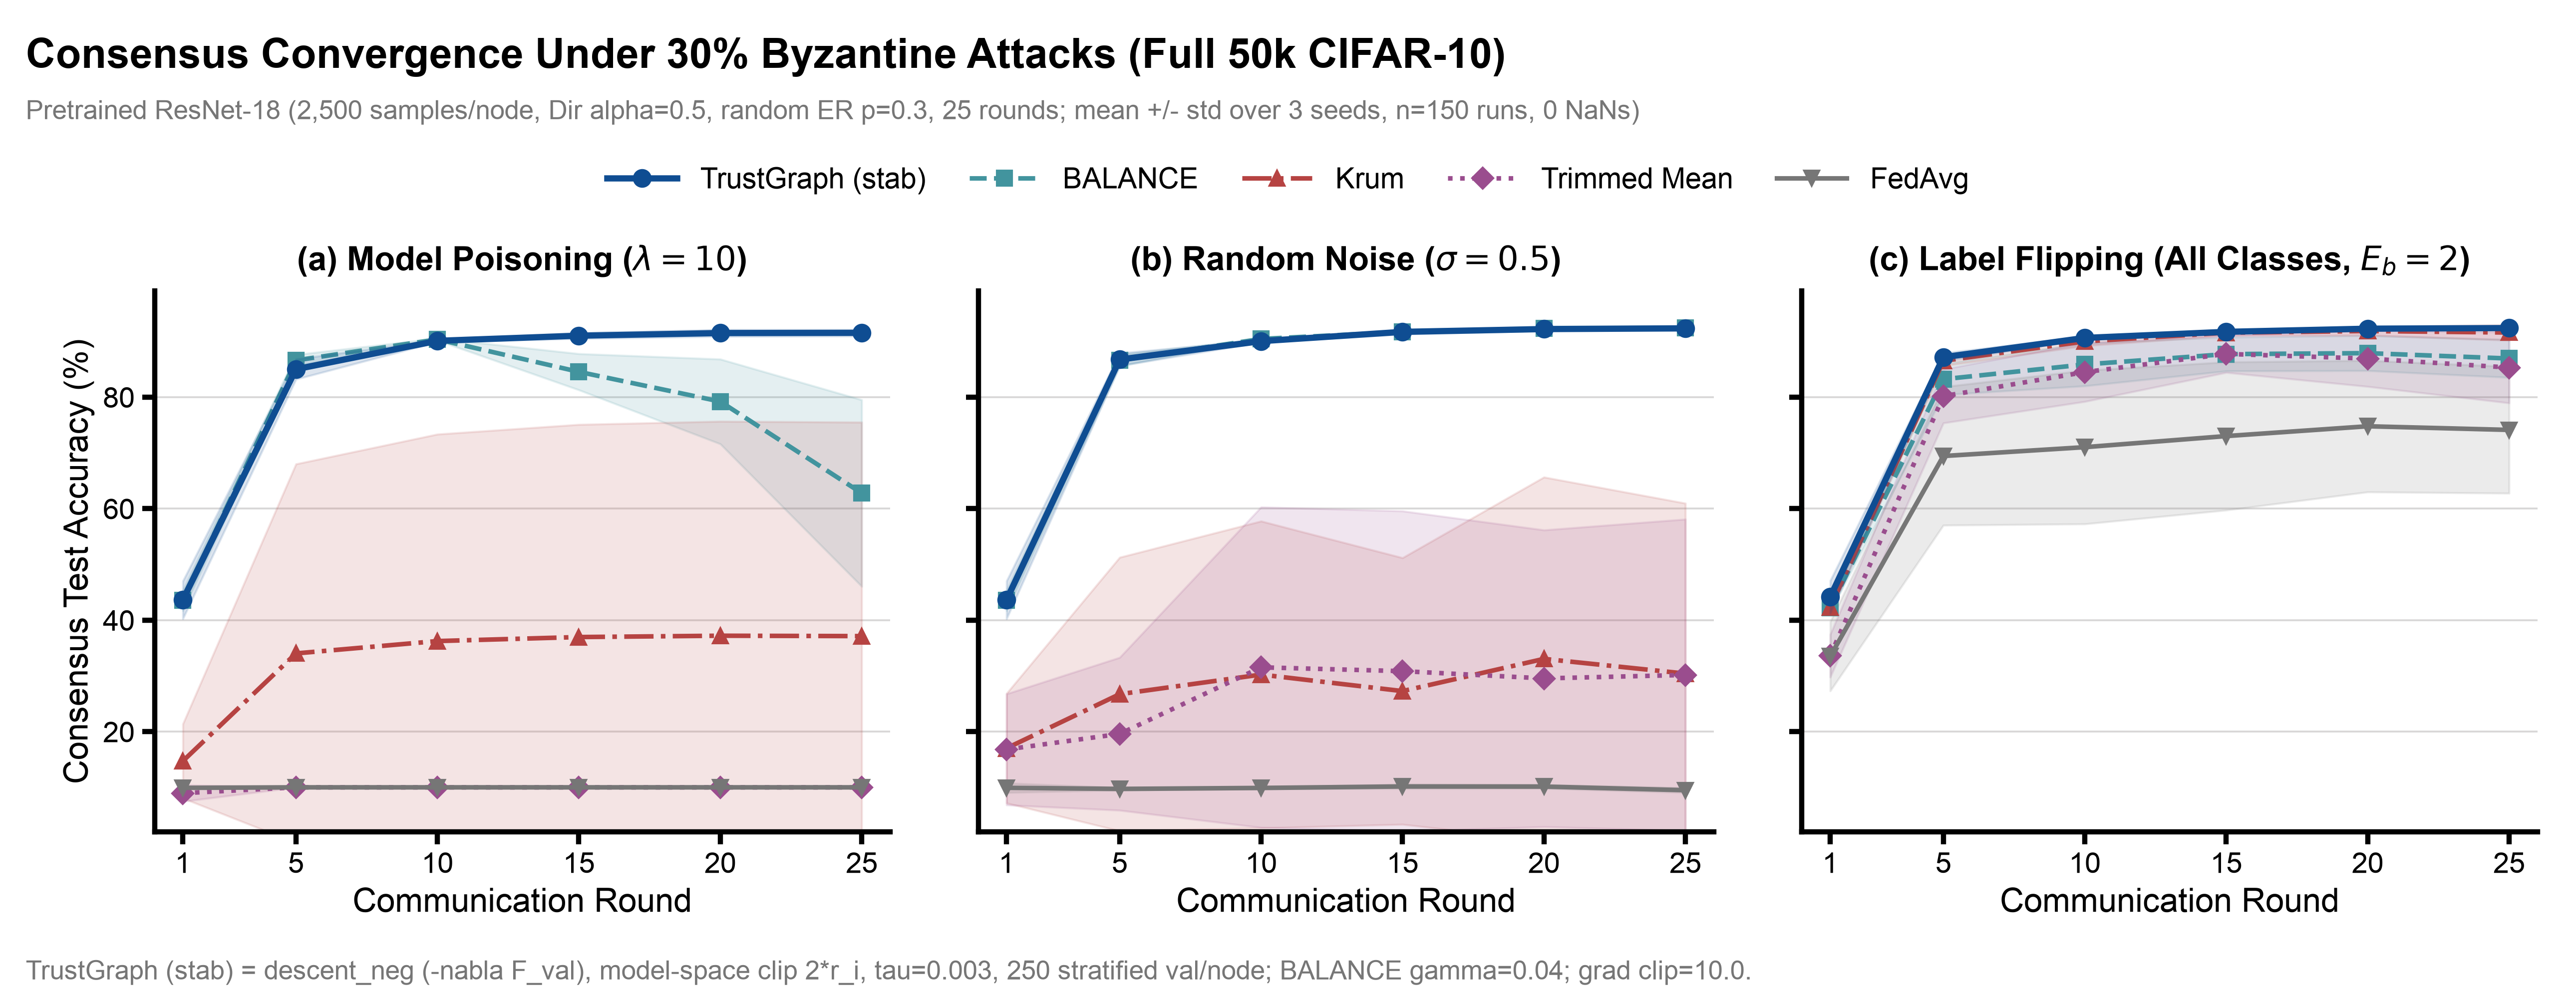 Consensus Convergence Under 30% Byzantine Attacks (Full 50k CIFAR-10)
Pretrained ResNet-18 (2,500 samples/node, Dir alpha=0.5, random ER p=0.3, 25 rounds; mean +/- std over 3 seeds, n=150 runs, 0 NaNs)
TrustGraph (stab) BALANCE Krum Trimmed Mean FedAvg
(a) Model Poisoning (λ = 10)
Consensus Test Accuracy (%)
80
60
40
20
1 5 10 15 20 25
Communication Round
(b) Random Noise (σ = 0.5)
1 5 10 15 20 25
Communication Round
(c) Label Flipping (All Classes, E_b = 2)
1 5 10 15 20 25
Communication Round
TrustGraph (stab) = descent_neg (-nabla F_val), model-space clip 2*r_i, tau=0.003, 250 stratified val/node; BALANCE gamma=0.04; grad clip=10.0.